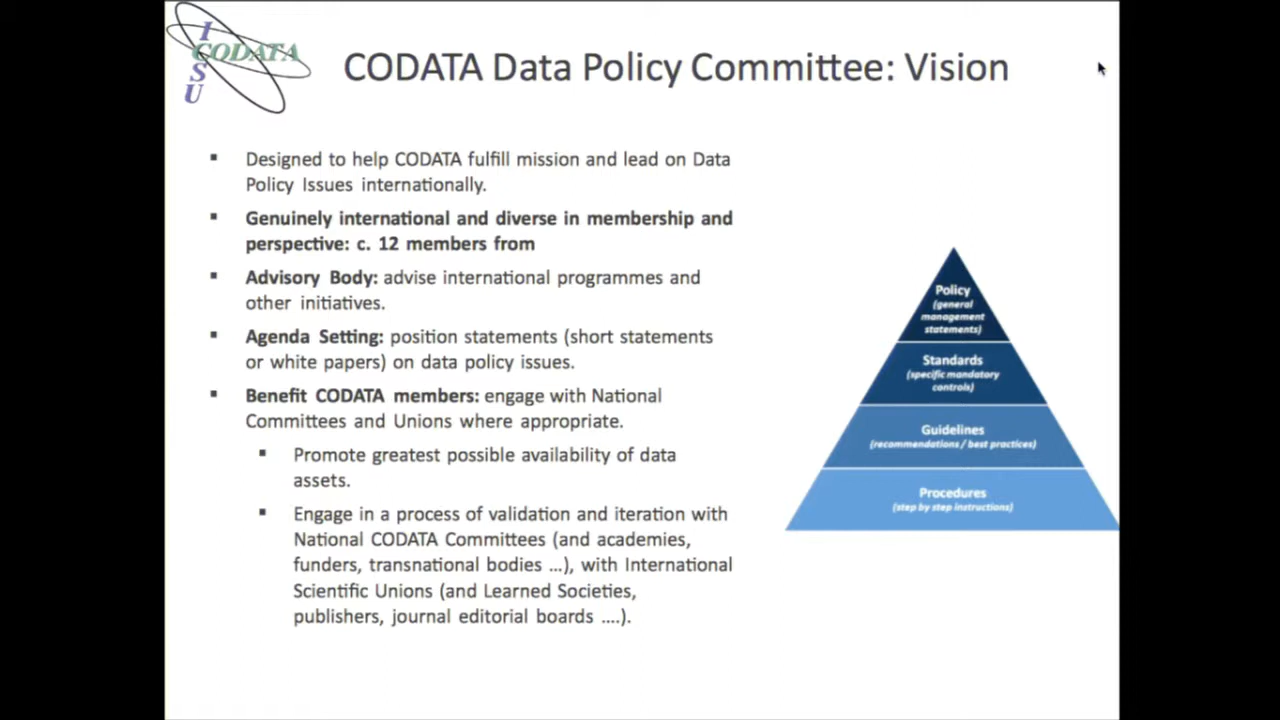 ICSU
CODATA
CODATA Data Policy Committee: Vision
▪ Designed to help CODATA fulfill mission and lead on Data
Policy Issues internationally.
▪ Genuinely international and diverse in membership and
perspective: c. 12 members from
▪ Advisory Body: advise international programmes and
other initiatives.
▪ Agenda Setting: position statements (short statements
or white papers) on data policy issues.
▪ Benefit CODATA members: engage with National
Committees and Unions where appropriate.
▪ Promote greatest possible availability of data
assets.
▪ Engage in a process of validation and iteration with
National CODATA Committees (and academies,
funders, transnational bodies ...), with International
Scientific Unions (and Learned Societies,
publishers, journal editorial boards ....).
Policy
(general
management
statements)
Standards
(specific mandatory
controls)
Guidelines
(recommendations / best practices)
Procedures
(step by step instructions)